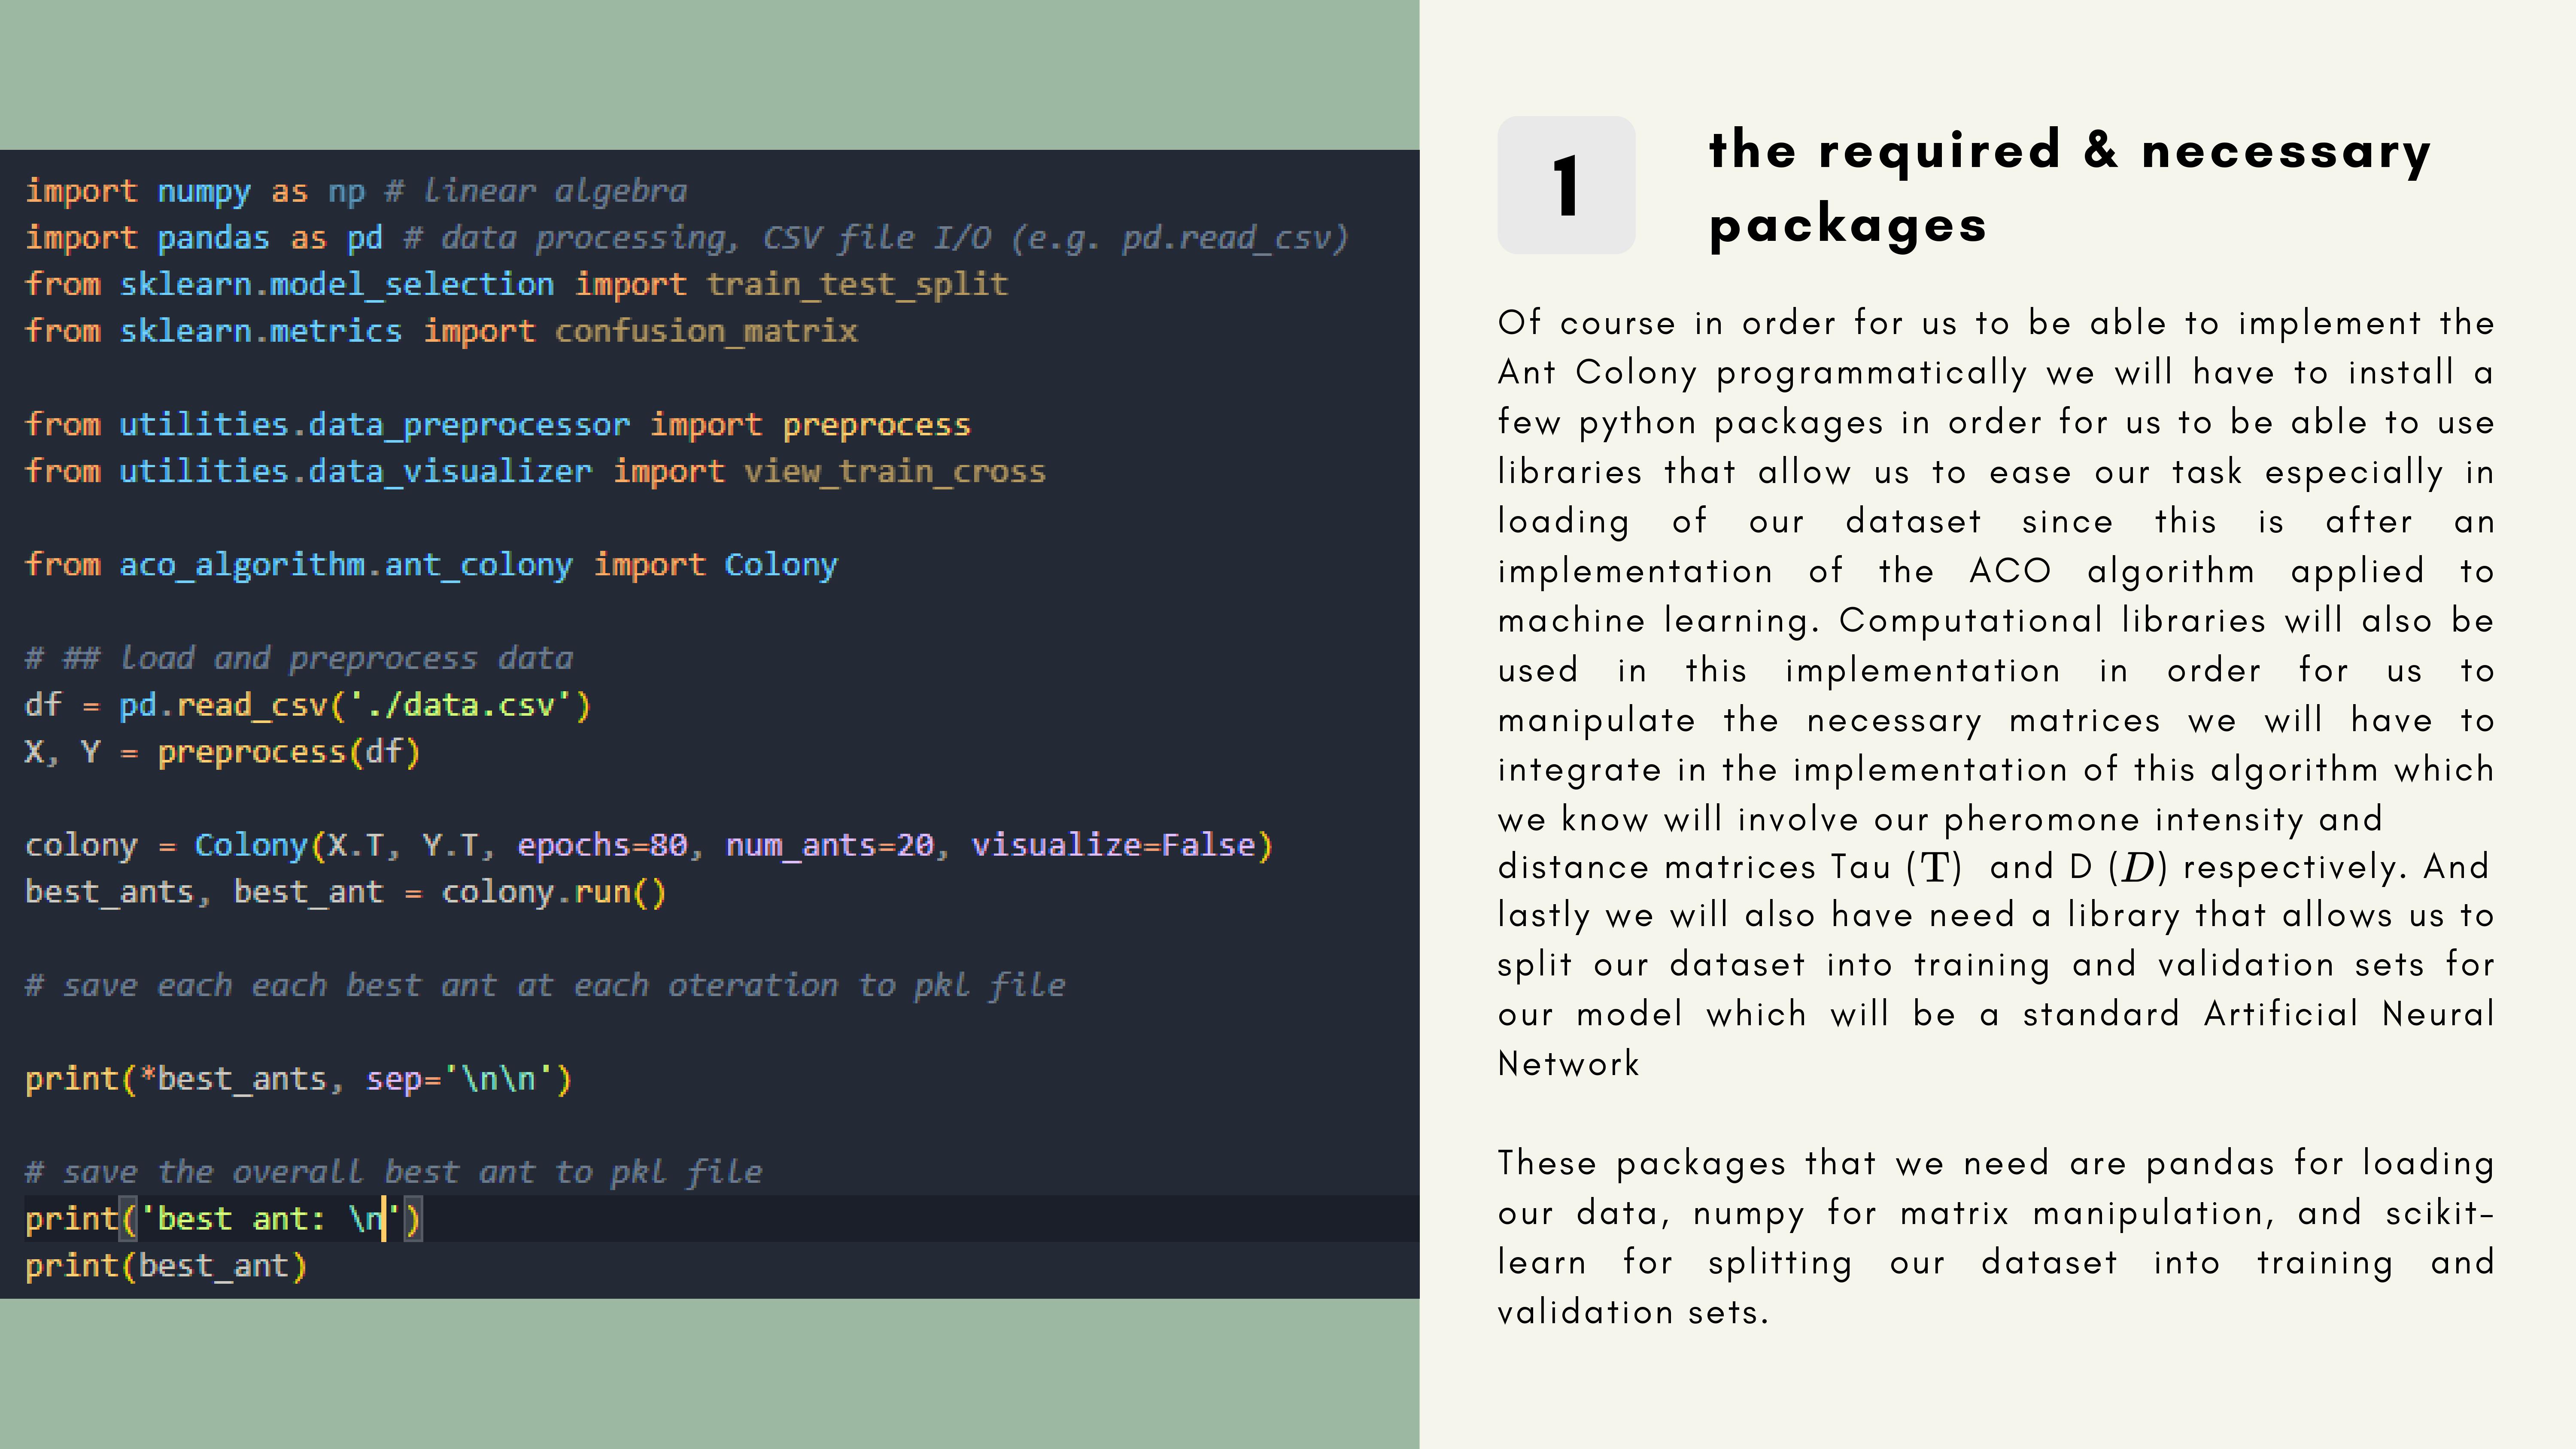 import numpy as np # linear algebra
import pandas as pd # data processing, CSV file I/O (e.g. pd.read_csv)
from sklearn.model_selection import train_test_split
from sklearn.metrics import confusion_matrix
from utilities.data_preprocessor import preprocess
from utilities.data_visualizer import view_train_cross
from aco_algorithm.ant_colony import Colony
# ## load and preprocess data
df = pd.read_csv('./data.csv')
X, Y = preprocess(df)
colony = Colony(X.T, Y.T, epochs=80, num_ants=20, visualize=False)
best_ants, best_ant = colony.run()
# save each each best ant at each oteration to pkl file
print(*best_ants, sep='\n\n')
# save the overall best ant to pkl file
print('best ant: \n')
print(best_ant)
1
the required & necessary
packages
Of course in order for us to be able to implement the
Ant Colony programmatically we will have to install a
few python packages in order for us to be able to use
libraries that allow us to ease our task especially in
loading of our dataset since this is after an
implementation of the ACO algorithm applied to
machine learning. Computational libraries will also be
used in this implementation in order for us to
manipulate the necessary matrices we will have to
integrate in the implementation of this algorithm which
we know will involve our pheromone intensity and
distance matrices Tau (T) and D (D) respectively. And
lastly we will also have need a library that allows us to
split our dataset into training and validation sets for
our model which will be a standard Artificial Neural
Network
These packages that we need are pandas for loading
our data, numpy for matrix manipulation, and scikit-
learn for splitting our dataset into training and
validation sets.